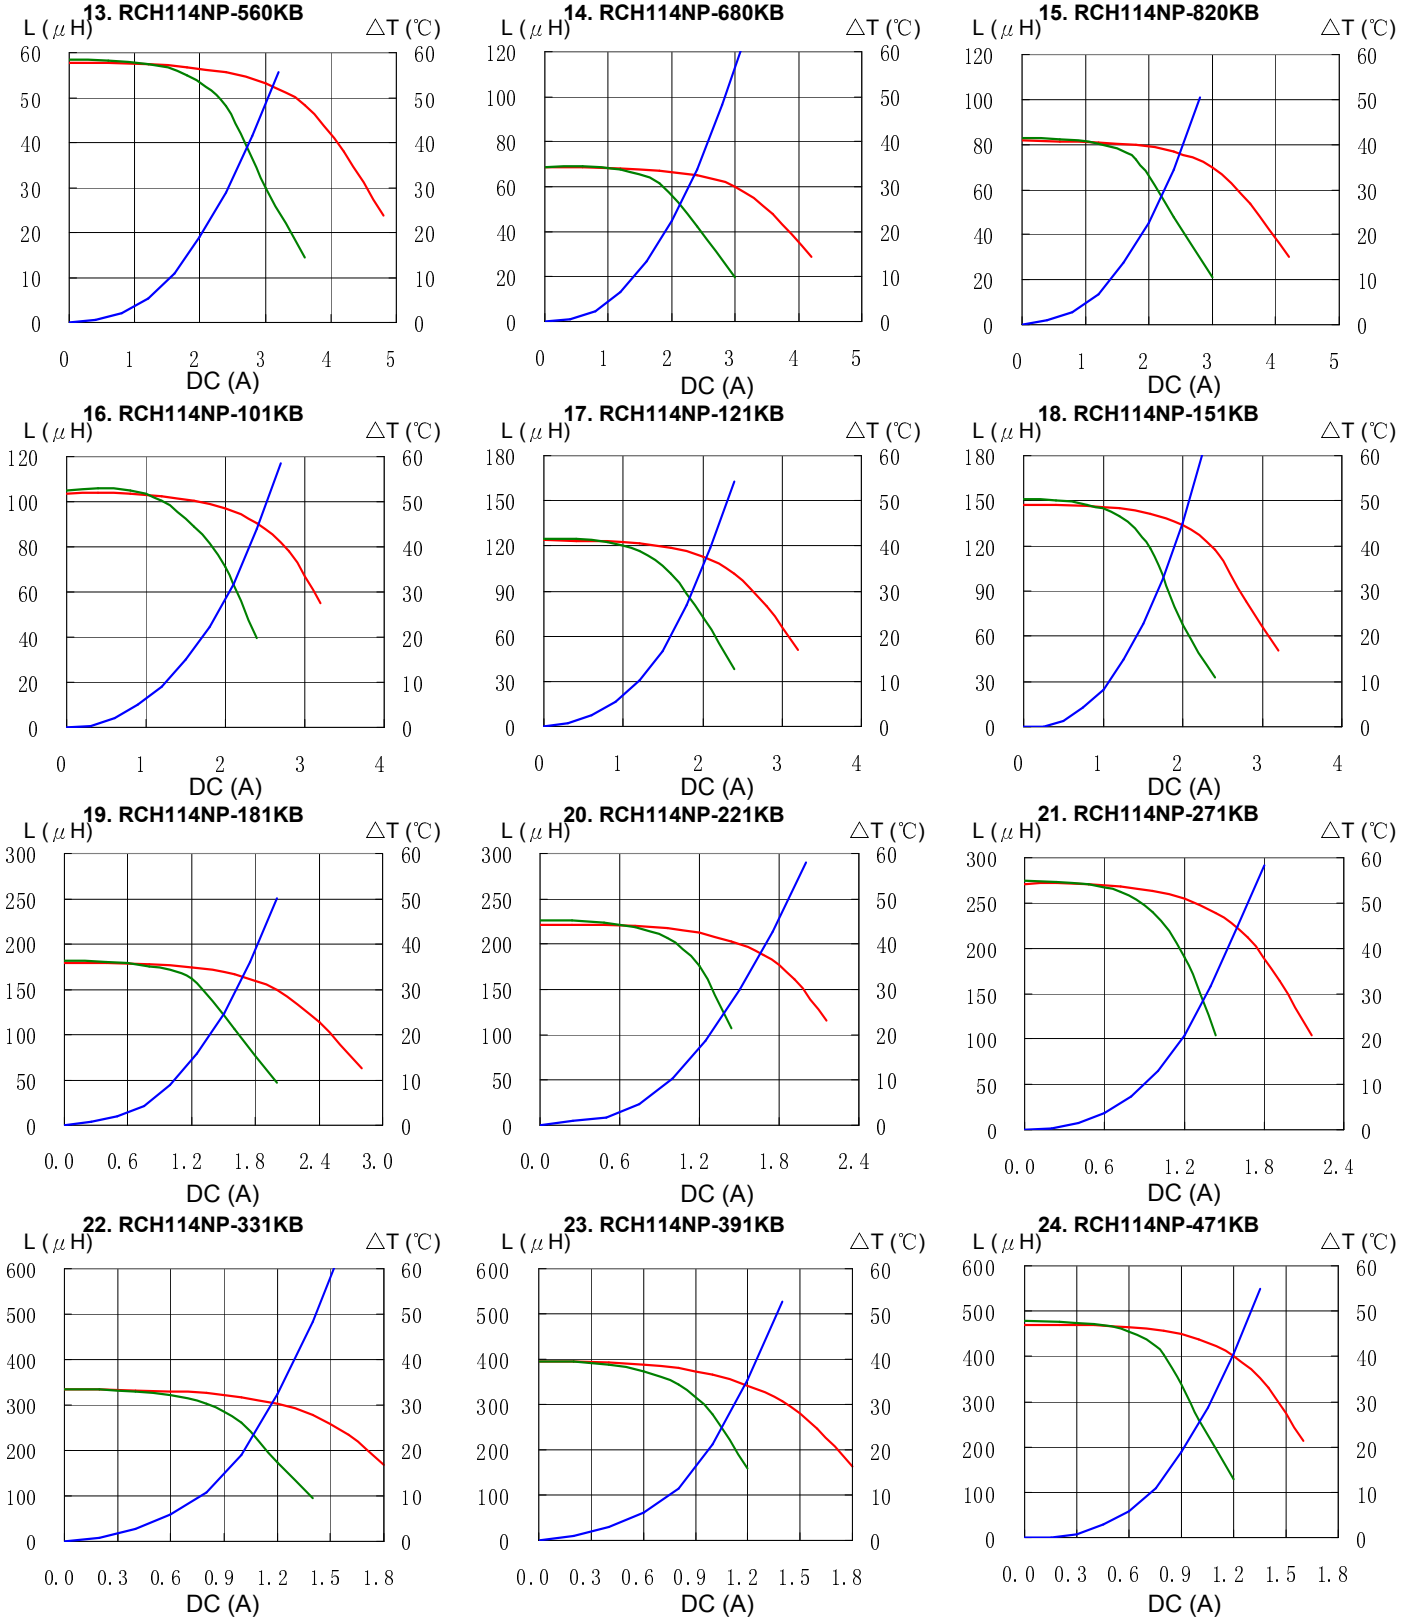 13. RCH114NP-560KB
L ( μ H)
△T (℃)
60
50
40
30
20
10
0
60
50
40
30
20
10
0
0 1 2 3 4 5
DC (A)
14. RCH114NP-680KB
L ( μ H)
△T (℃)
120
100
80
60
40
20
0
60
50
40
30
20
10
0
0 1 2 3 4 5
DC (A)
15. RCH114NP-820KB
L ( μ H)
△T (℃)
120
100
80
60
40
20
0
60
50
40
30
20
10
0
0 1 2 3 4 5
DC (A)
16. RCH114NP-101KB
L ( μ H)
△T (℃)
120
100
80
60
40
20
0
60
50
40
30
20
10
0
0 1 2 3 4
DC (A)
17. RCH114NP-121KB
L ( μ H)
△T (℃)
180
150
120
90
60
30
0
60
50
40
30
20
10
0
0 1 2 3 4
DC (A)
18. RCH114NP-151KB
L ( μ H)
△T (℃)
180
150
120
90
60
30
0
60
50
40
30
20
10
0
0 1 2 3 4
DC (A)
19. RCH114NP-181KB
L ( μ H)
△T (℃)
300
250
200
150
100
50
0
60
50
40
30
20
10
0
0.0 0.6 1.2 1.8 2.4 3.0
DC (A)
20. RCH114NP-221KB
L ( μ H)
△T (℃)
300
250
200
150
100
50
0
60
50
40
30
20
10
0
0.0 0.6 1.2 1.8 2.4
DC (A)
21. RCH114NP-271KB
L ( μ H)
△T (℃)
300
250
200
150
100
50
0
60
50
40
30
20
10
0
0.0 0.6 1.2 1.8 2.4
DC (A)
22. RCH114NP-331KB
L ( μ H)
△T (℃)
600
500
400
300
200
100
0
60
50
40
30
20
10
0
0.0 0.3 0.6 0.9 1.2 1.5 1.8
DC (A)
23. RCH114NP-391KB
L ( μ H)
△T (℃)
600
500
400
300
200
100
0
60
50
40
30
20
10
0
0.0 0.3 0.6 0.9 1.2 1.5 1.8
DC (A)
24. RCH114NP-471KB
L ( μ H)
△T (℃)
600
500
400
300
200
100
0
60
50
40
30
20
10
0
0.0 0.3 0.6 0.9 1.2 1.5 1.8
DC (A)